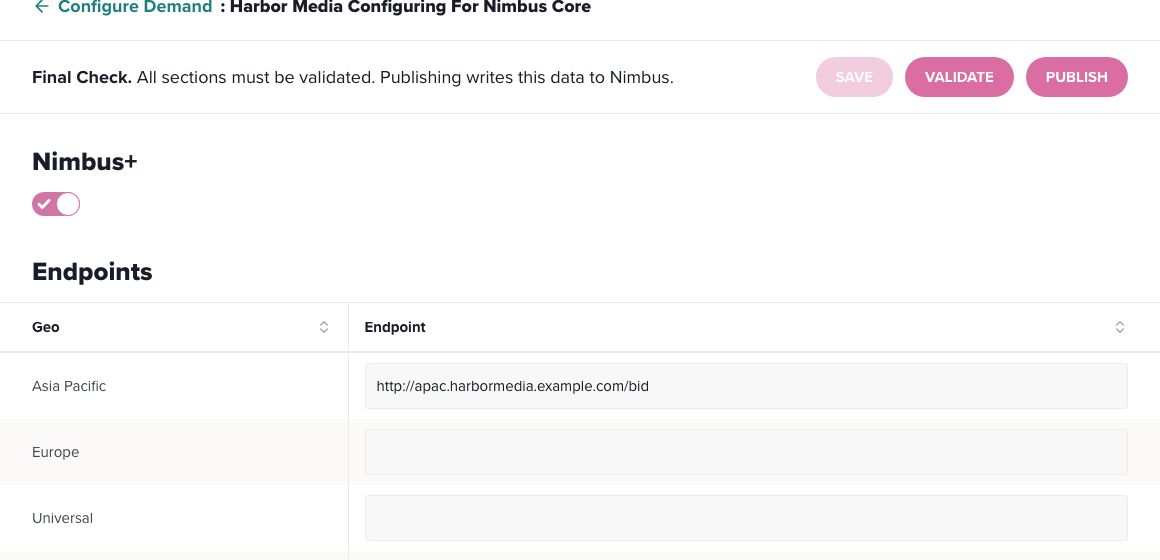 ← Configure Demand : Harbor Media Configuring For Nimbus Core
Final Check. All sections must be validated. Publishing writes this data to Nimbus. SAVE VALIDATE PUBLISH
Nimbus+
Endpoints
Geo Endpoint
Asia Pacific http://apac.harbormedia.example.com/bid
Europe
Universal